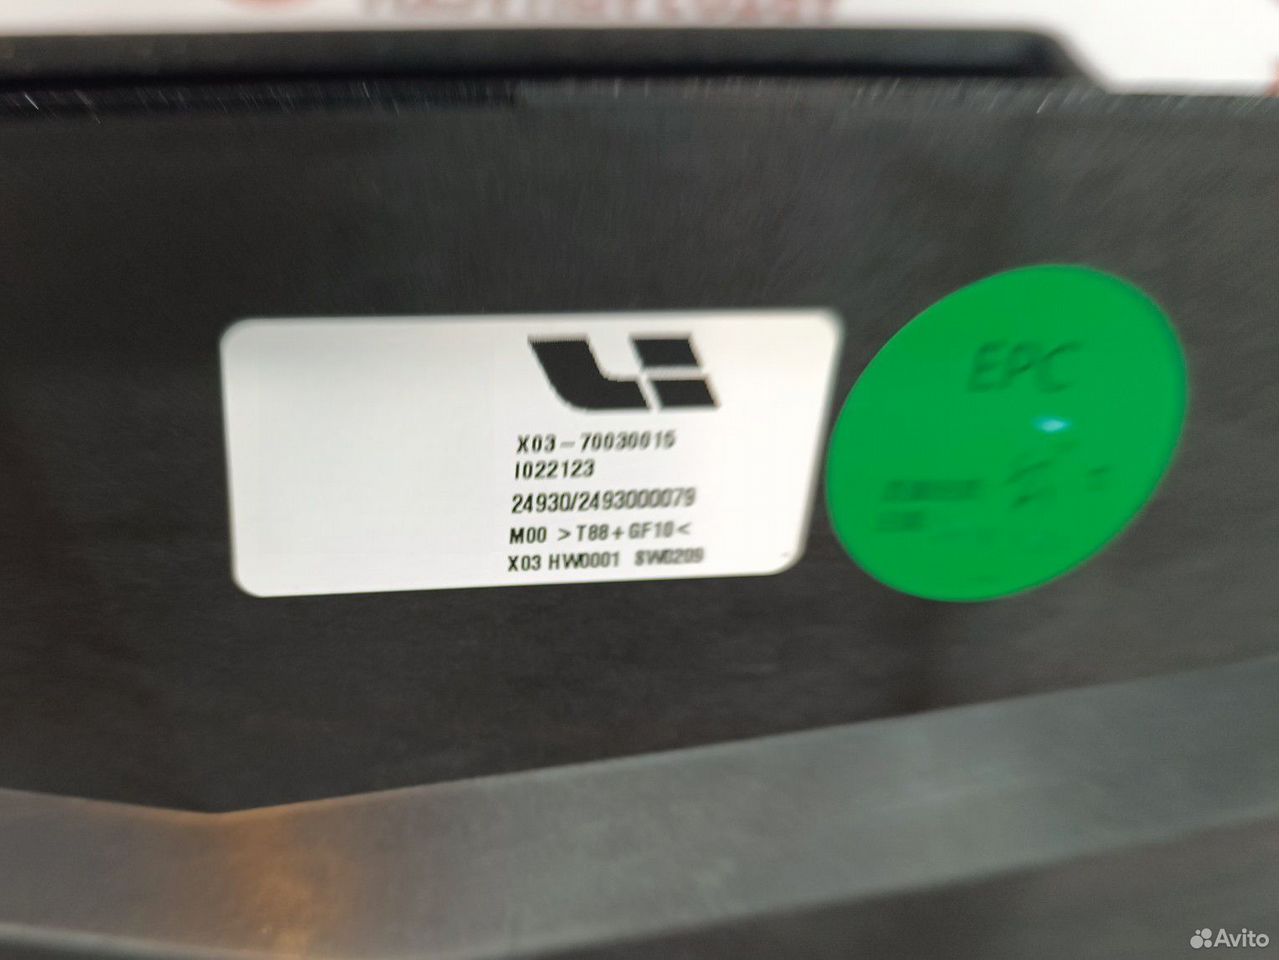 X03-70030015
I022123
24930/2493000079
M00 >T88+GF10<
X03 HW0001 SW0209
EPC
Avito